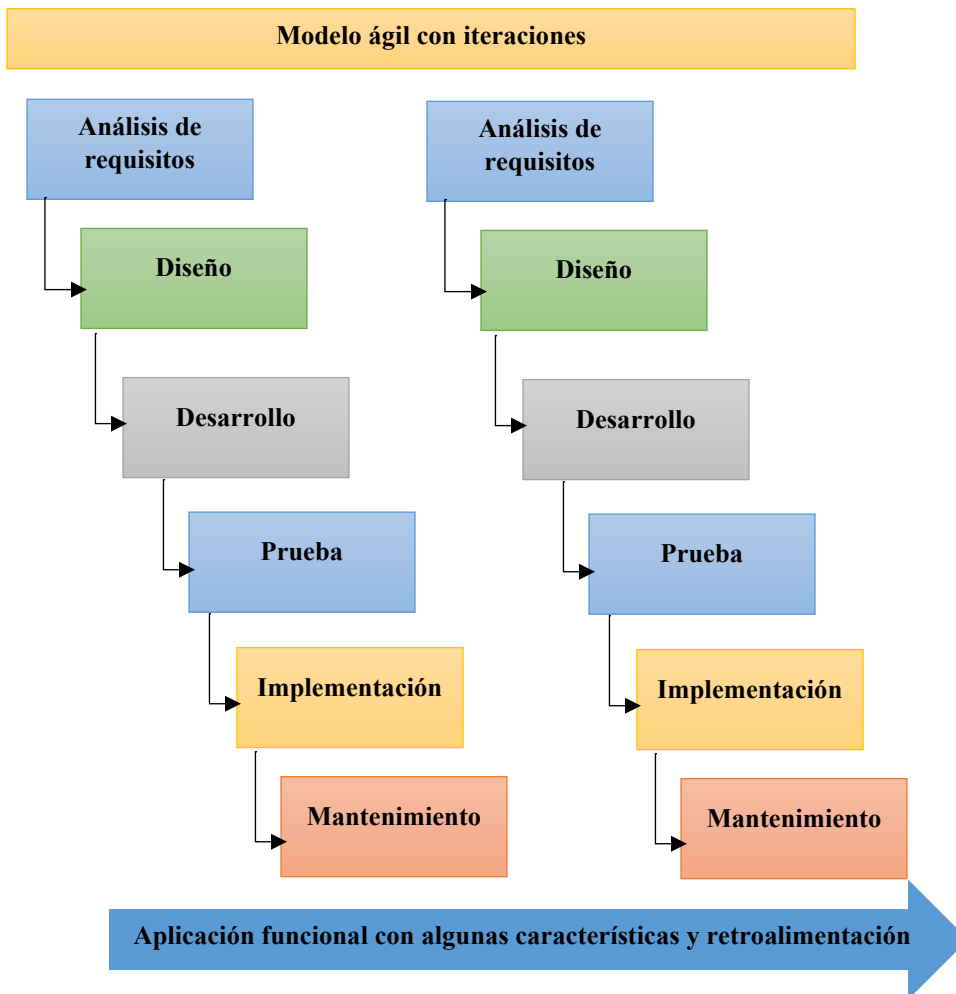 Modelo ágil con iteraciones
Análisis de
requisitos
Diseño
Desarrollo
Prueba
Implementación
Mantenimiento
Análisis de
requisitos
Diseño
Desarrollo
Prueba
Implementación
Mantenimiento
Aplicación funcional con algunas características y retroalimentación